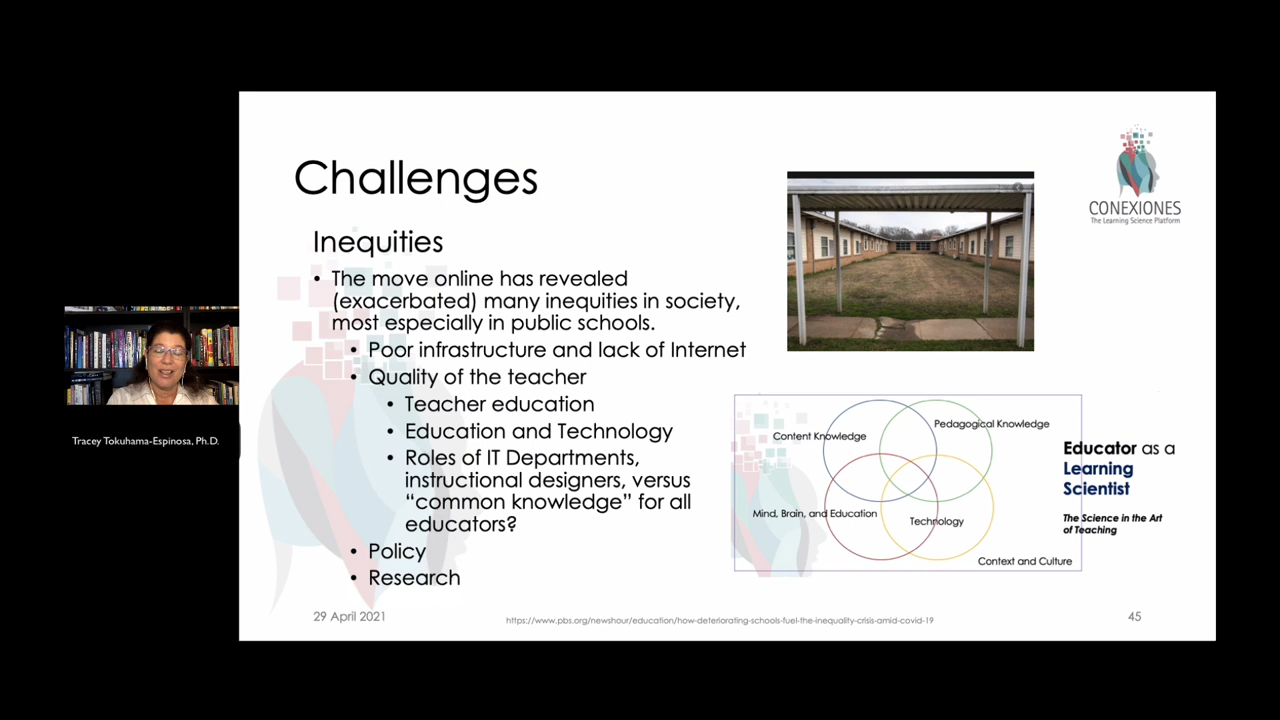 Challenges
CONEXIONES
The Learning Science Platform
Inequities
• The move online has revealed
(exacerbated) many inequities in society,
most especially in public schools.
• Poor infrastructure and lack of Internet
• Quality of the teacher
• Teacher education
• Education and Technology
• Roles of IT Departments,
instructional designers, versus
“common knowledge” for all
educators?
• Policy
• Research
Content Knowledge
Pedagogical Knowledge
Mind, Brain, and Education
Technology
Context and Culture
Educator as a
Learning
Scientist
The Science in the Art
of Teaching
Tracey Tokuhama-Espinosa, Ph.D.
29 April 2021
https://www.pbs.org/newshour/education/how-deteriorating-schools-fuel-the-inequality-crisis-amid-covid-19
45